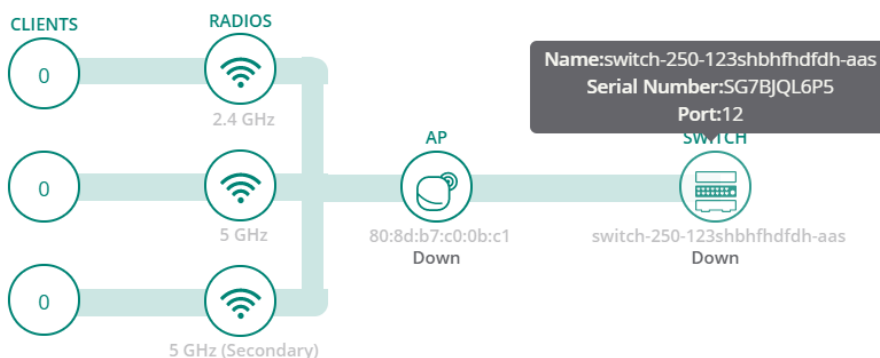 CLIENTS
RADIOS
0
2.4 GHz
Name:switch-250-123shbhfhdfdh-aas
Serial Number:SG7BJQL6P5
Port:12
AP
SWITCH
0
5 GHz
80:8d:b7:c0:0b:c1
Down
switch-250-123shbhfhdfdh-aas
Down
0
5 GHz (Secondary)